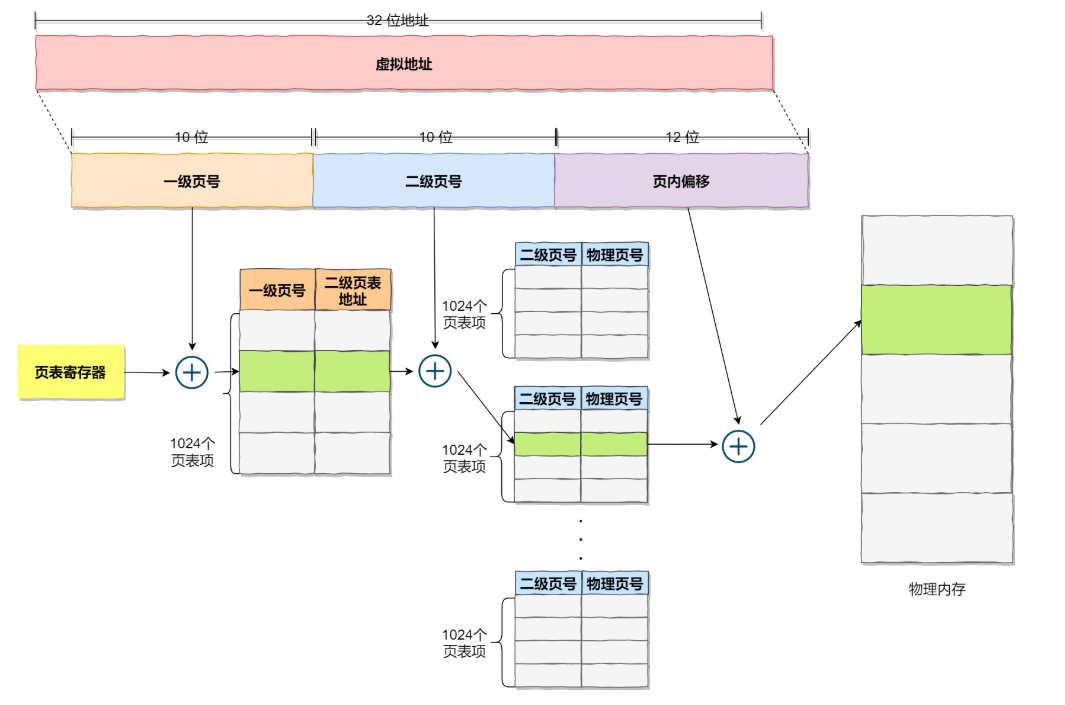 32 位地址
虚拟地址
10 位
10 位
12 位
一级页号
二级页号
页内偏移
页表寄存器
一级页号
二级页表
地址
1024个
页表项
二级页号
物理页号
1024个
页表项
二级页号
物理页号
1024个
页表项
.
.
.
二级页号
物理页号
1024个
页表项
物理内存